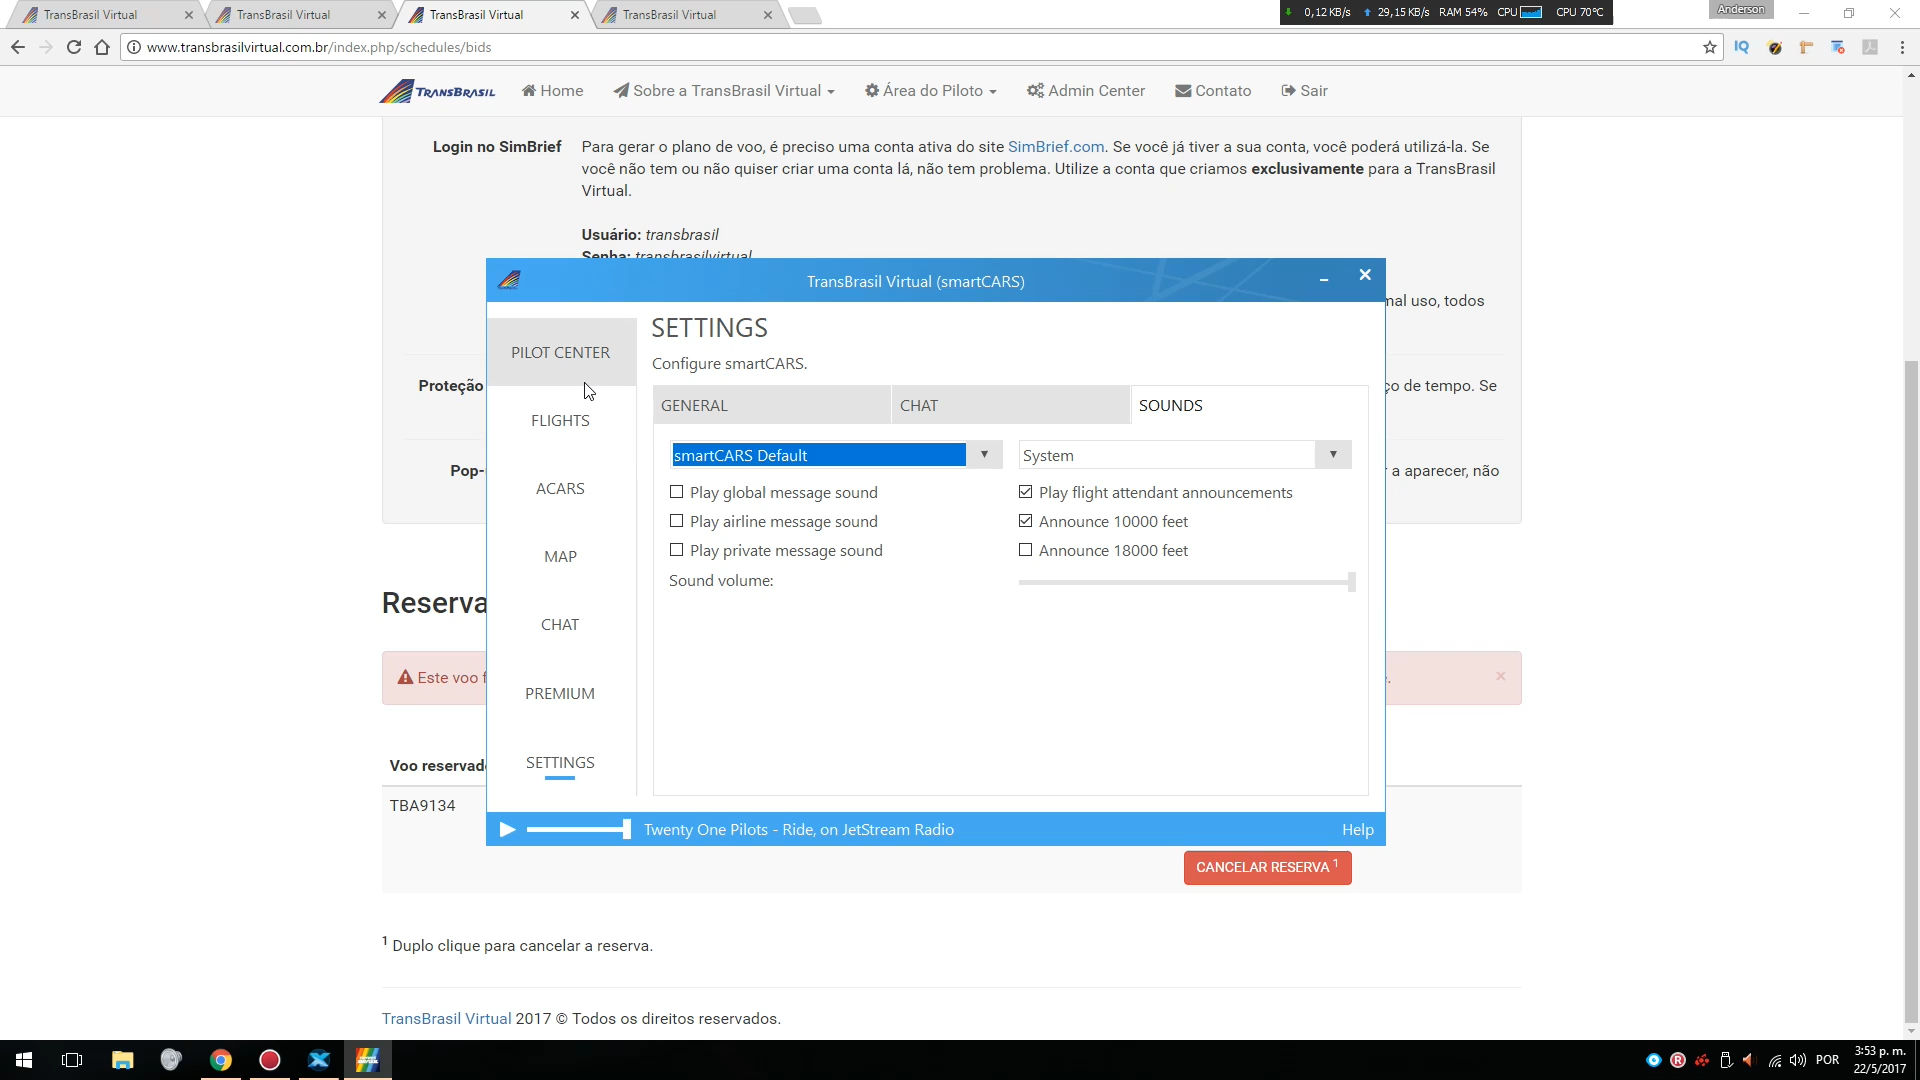 TransBrasil Virtual
TransBrasil Virtual
TransBrasil Virtual
TransBrasil Virtual
0,12 KB/s 29,15 KB/s RAM 54% CPU CPU 70°C
Anderson
www.transbrasilvirtual.com.br/index.php/schedules/bids
IQ
TRANSBRASIL Home Sobre a TransBrasil Virtual Área do Piloto Admin Center Contato Sair
Login no SimBrief
Para gerar o plano de voo, é preciso uma conta ativa do site SimBrief.com. Se você já tiver a sua conta, você poderá utilizá-la. Se
você não tem ou não quiser criar uma conta lá, não tem problema. Utilize a conta que criamos exclusivamente para a TransBrasil
Virtual.
Usuário: transbrasil
Senha: transbrasilvirtual
nal uso, todos
Proteção
ço de tempo. Se
Pop-
r a aparecer, não
Reserva
Este voo f
.
Voo reservad
TBA9134
CANCELAR RESERVA 1
1 Duplo clique para cancelar a reserva.
TransBrasil Virtual 2017 © Todos os direitos reservados.
TransBrasil Virtual (smartCARS)
PILOT CENTER
FLIGHTS
ACARS
MAP
CHAT
PREMIUM
SETTINGS
SETTINGS
Configure smartCARS.
GENERAL CHAT SOUNDS
smartCARS Default System
Play global message sound Play flight attendant announcements
Play airline message sound Announce 10000 feet
Play private message sound Announce 18000 feet
Sound volume:
Twenty One Pilots - Ride, on JetStream Radio Help
POR
3:53 p. m.
22/5/2017